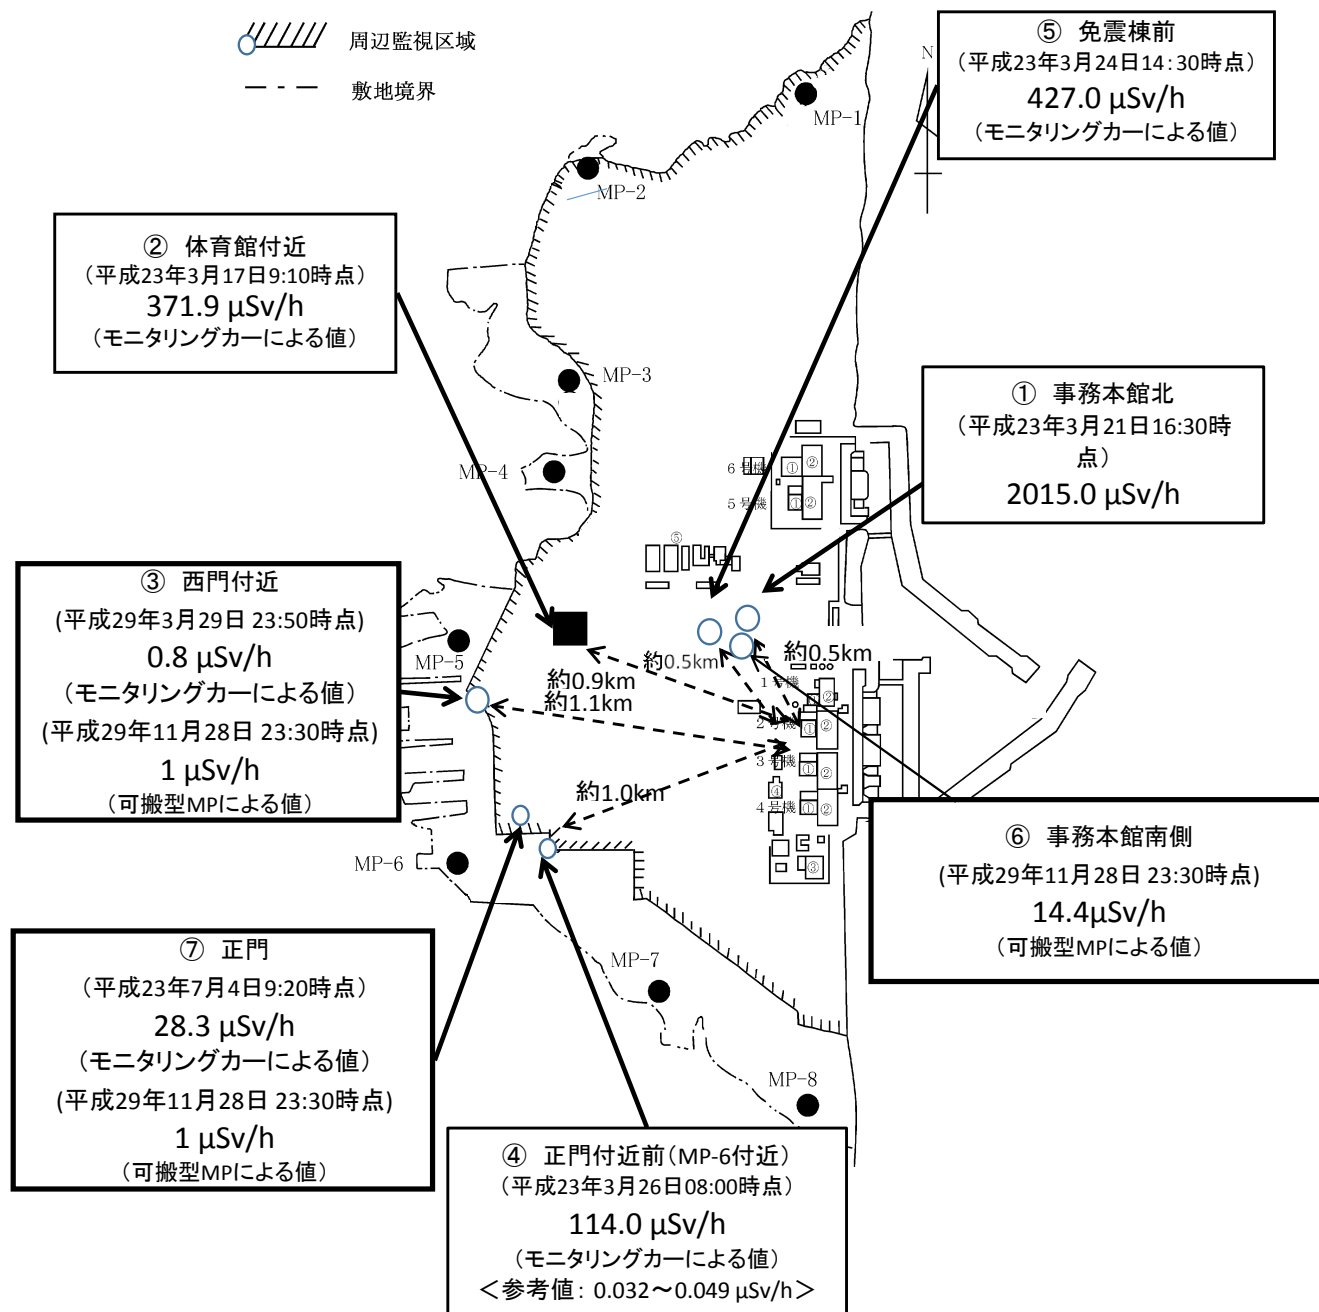 周辺監視区域
敷地境界
⑤ 免震棟前
（平成23年3月24日14：30時点）
427.0 μSv/h
（モニタリングカーによる値）
N
MP-1
MP-2
② 体育館付近
（平成23年3月17日9:10時点）
371.9 μSv/h
（モニタリングカーによる値）
MP-3
① 事務本館北
（平成23年3月21日16:30時
点）
2015.0 μSv/h
MP-4
6号機
①
②
5号機
①
②
⑤
③ 西門付近
(平成29年3月29日 23:50時点)
0.8 μSv/h
（モニタリングカーによる値）
(平成29年11月28日 23:30時点)
1 μSv/h
（可搬型MPによる値）
MP-5
約0.5km
約0.5km
約0.9km
約1.1km
1号機
②
2号機
①
②
3号機
①
②
④
4号機
①
②
③
約1.0km
MP-6
⑥ 事務本館南側
(平成29年11月28日 23:30時点)
14.4μSv/h
（可搬型MPによる値）
⑦ 正門
（平成23年7月4日9:20時点）
28.3 μSv/h
（モニタリングカーによる値）
(平成29年11月28日 23:30時点)
1 μSv/h
（可搬型MPによる値）
MP-7
MP-8
④ 正門付近前（MP-6付近）
（平成23年3月26日08:00時点）
114.0 μSv/h
（モニタリングカーによる値）
＜参考値： 0.032～0.049 μSv/h＞